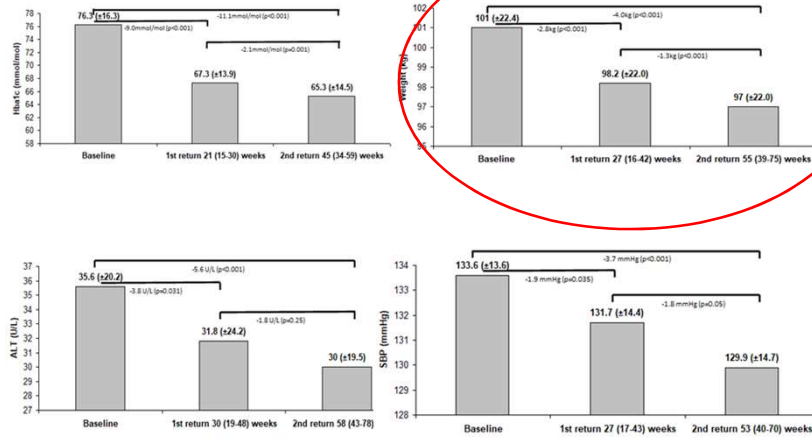 78
76
74
72
70
68
66
64
62
60
58
Hba1c (mmol/mol)
76.3 (±16.3)
-11.1mmol/mol (p<0.001)
-9.0mmol/mol (p<0.001)
-2.1mmol/mol (p=0.001)
67.3 (±13.9)
65.3 (±14.5)
Baseline
1st return 21 (15-30) weeks
2nd return 45 (34-59) weeks
102
101
100
99
98
97
96
95
Weight (kg)
101 (±22.4)
-4.0kg (p<0.001)
-2.8kg (p<0.001)
-1.3kg (p<0.001)
98.2 (±22.0)
97 (±22.0)
Baseline
1st return 27 (16-42) weeks
2nd return 55 (39-75) weeks
37
36
35
34
33
32
31
30
29
28
27
ALT (U/L)
35.6 (±20.2)
-5.6 U/L (p<0.001)
-3.8 U/L (p=0.031)
-1.8 U/L (p=0.25)
31.8 (±24.2)
30 (±19.5)
Baseline
1st return 30 (19-48) weeks
2nd return 58 (43-78)
134
133
132
131
130
129
128
SBP (mmHg)
133.6 (±13.6)
-3.7 mmHg (p<0.001)
-1.9 mmHg (p=0.035)
-1.8 mmHg (p=0.05)
131.7 (±14.4)
129.9 (±14.7)
Baseline
1st return 27 (17-43) weeks
2nd return 53 (40-70) weeks